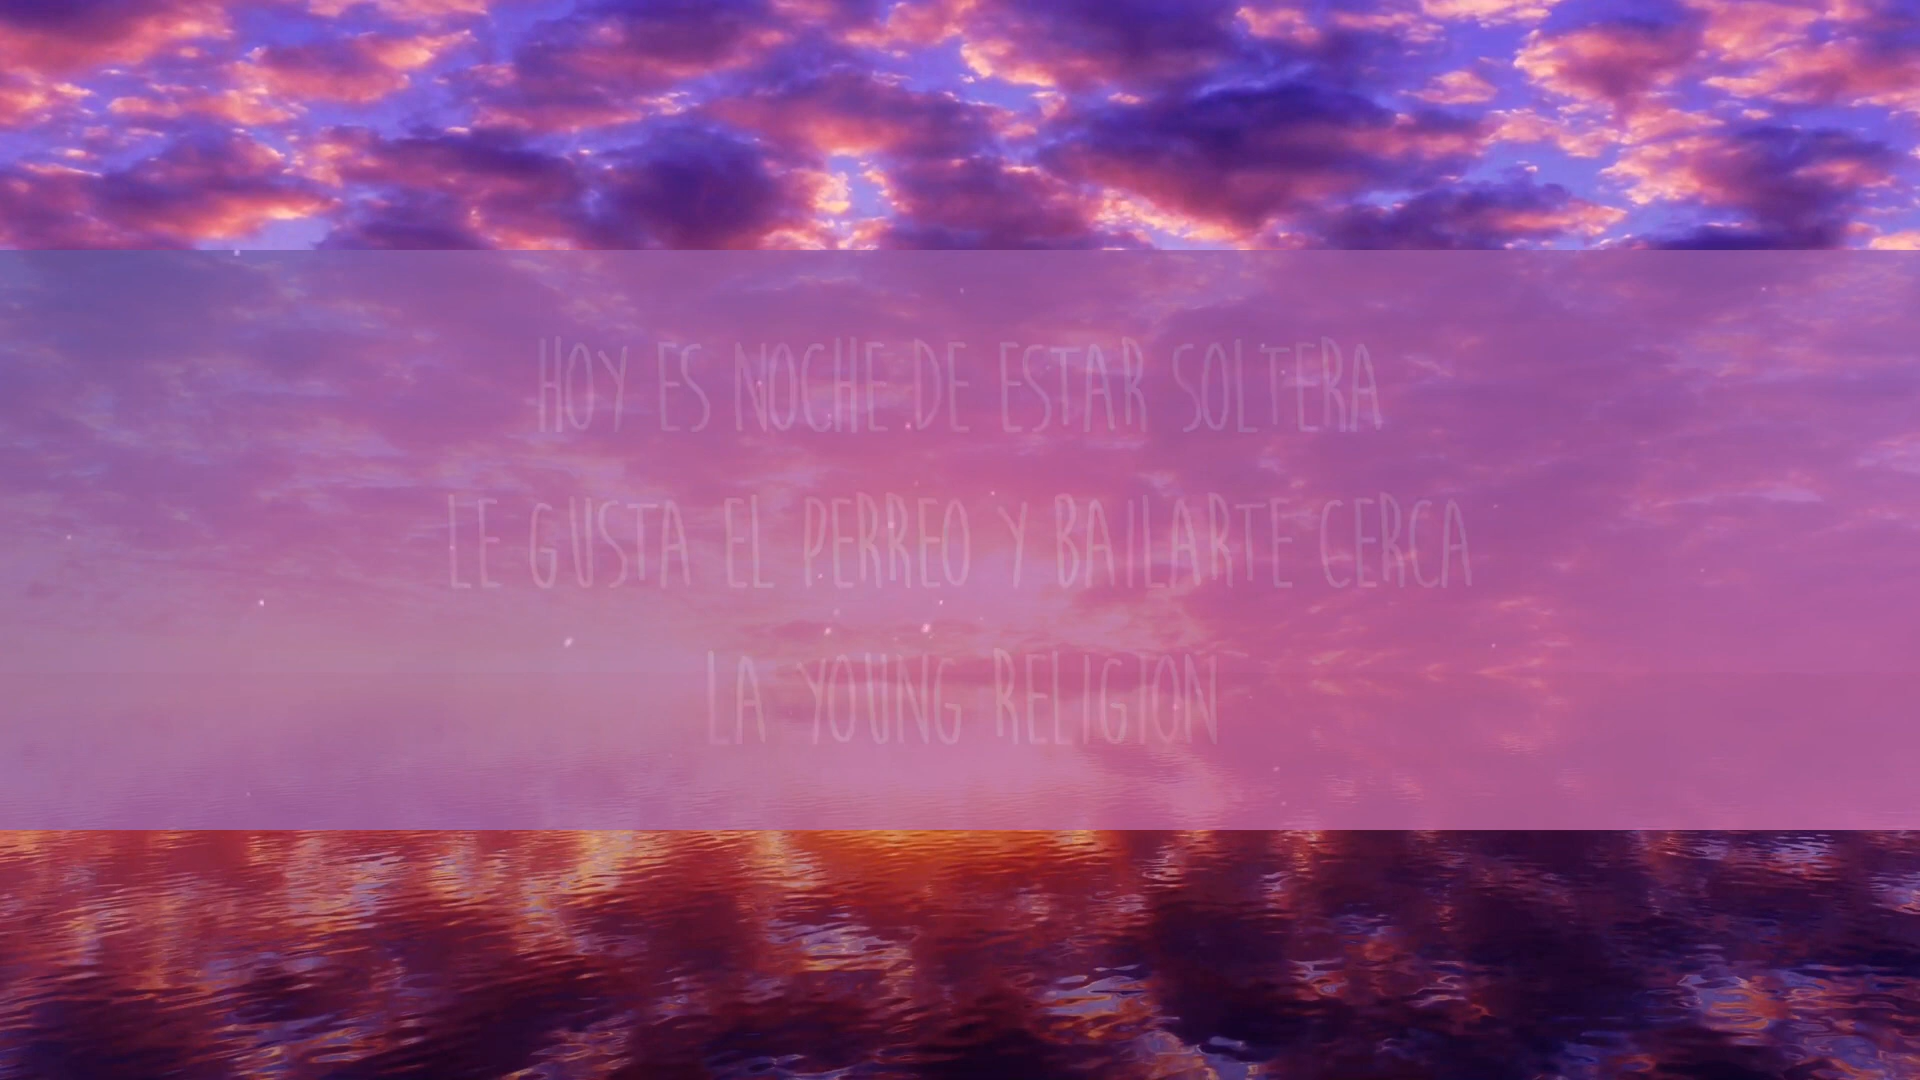 HOY ES NOCHE DE ESTAR SOLTERA
LE GUSTA EL PERREO Y BAILARTE CERCA
LA YOUNG RELIGION